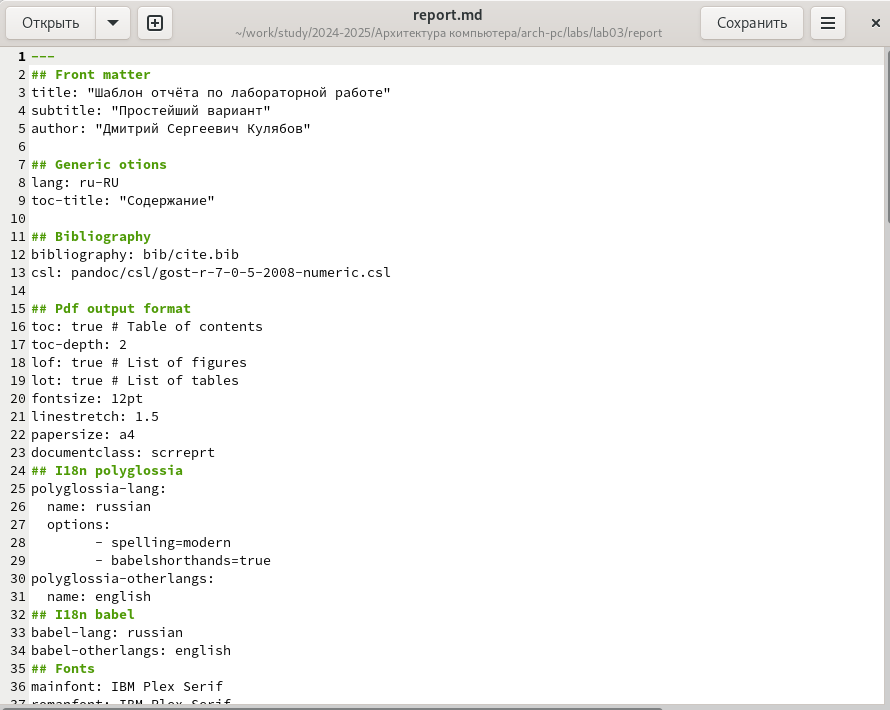 Открыть
report.md
~/work/study/2024-2025/Архитектура компьютера/arch-pc/labs/lab03/report
Сохранить
1 ---
2 ## Front matter
3 title: "Шаблон отчёта по лабораторной работе"
4 subtitle: "Простейший вариант"
5 author: "Дмитрий Сергеевич Кулябов"
6
7 ## Generic otions
8 lang: ru-RU
9 toc-title: "Содержание"
10
11 ## Bibliography
12 bibliography: bib/cite.bib
13 csl: pandoc/csl/gost-r-7-0-5-2008-numeric.csl
14
15 ## Pdf output format
16 toc: true # Table of contents
17 toc-depth: 2
18 lof: true # List of figures
19 lot: true # List of tables
20 fontsize: 12pt
21 linestretch: 1.5
22 papersize: a4
23 documentclass: scrreprt
24 ## I18n polyglossia
25 polyglossia-lang:
26   name: russian
27   options:
28         - spelling=modern
29         - babelshorthands=true
30 polyglossia-otherlangs:
31   name: english
32 ## I18n babel
33 babel-lang: russian
34 babel-otherlangs: english
35 ## Fonts
36 mainfont: IBM Plex Serif
37 romanfont: IBM Plex Serif